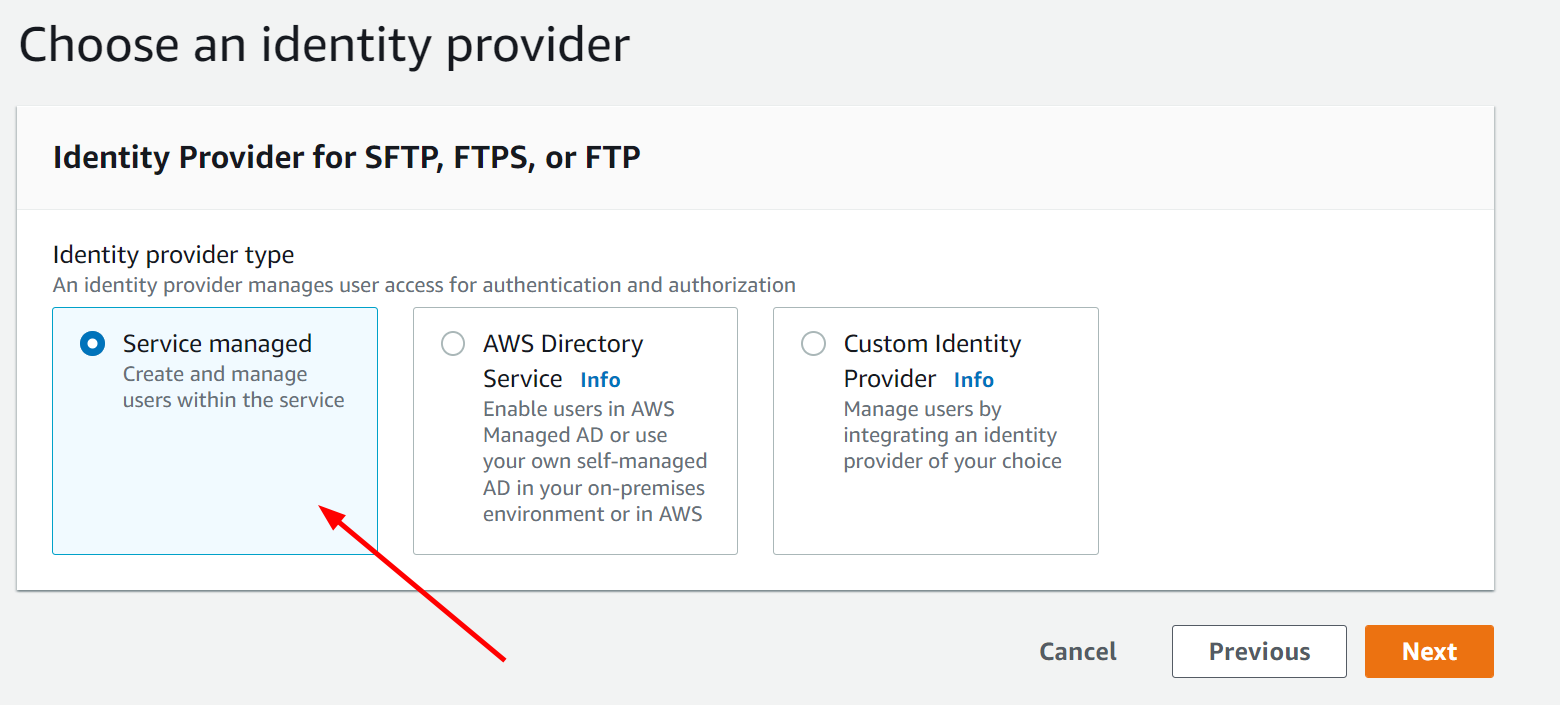 Choose an identity provider
Identity Provider for SFTP, FTPS, or FTP
Identity provider type
An identity provider manages user access for authentication and authorization
Service managed
Create and manage
users within the service
AWS Directory
Service Info
Enable users in AWS
Managed AD or use
your own self-managed
AD in your on-premises
environment or in AWS
Custom Identity
Provider Info
Manage users by
integrating an identity
provider of your choice
Cancel
Previous
Next